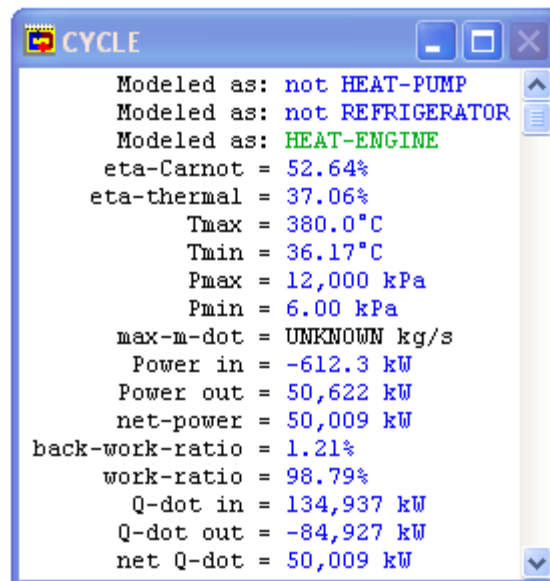 CYCLE
Modeled as: not HEAT-PUMP
Modeled as: not REFRIGERATOR
Modeled as: HEAT-ENGINE
eta-Carnot = 52.64%
eta-thermal = 37.06%
Tmax = 380.0°C
Tmin = 36.17°C
Pmax = 12,000 kPa
Pmin = 6.00 kPa
max-m-dot = UNKNOWN kg/s
Power in = -612.3 kW
Power out = 50,622 kW
net-power = 50,009 kW
back-work-ratio = 1.21%
work-ratio = 98.79%
Q-dot in = 134,937 kW
Q-dot out = -84,927 kW
net Q-dot = 50,009 kW